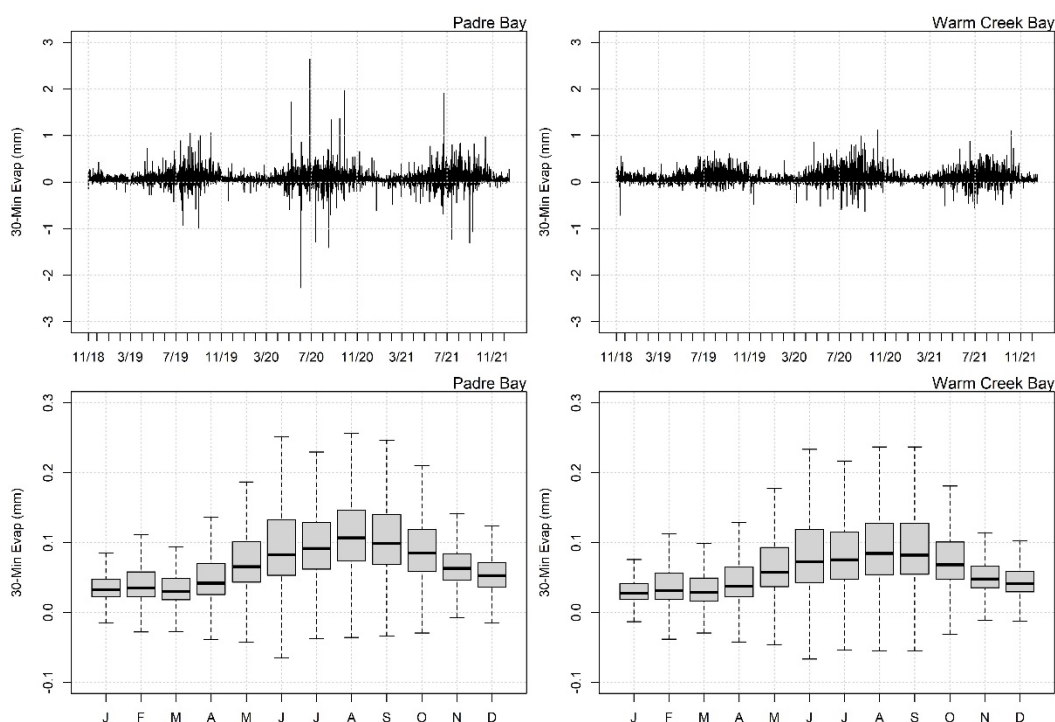 Padre Bay
30-Min Evap (mm)
3
2
1
0
-1
-2
-3
11/18 3/19 7/19 11/19 3/20 7/20 11/20 3/21 7/21 11/21
Warm Creek Bay
30-Min Evap (mm)
3
2
1
0
-1
-2
-3
11/18 3/19 7/19 11/19 3/20 7/20 11/20 3/21 7/21 11/21
Padre Bay
30-Min Evap (mm)
0.3
0.2
0.1
0.0
-0.1
J F M A M J J A S O N D
Warm Creek Bay
30-Min Evap (mm)
0.3
0.2
0.1
0.0
-0.1
J F M A M J J A S O N D